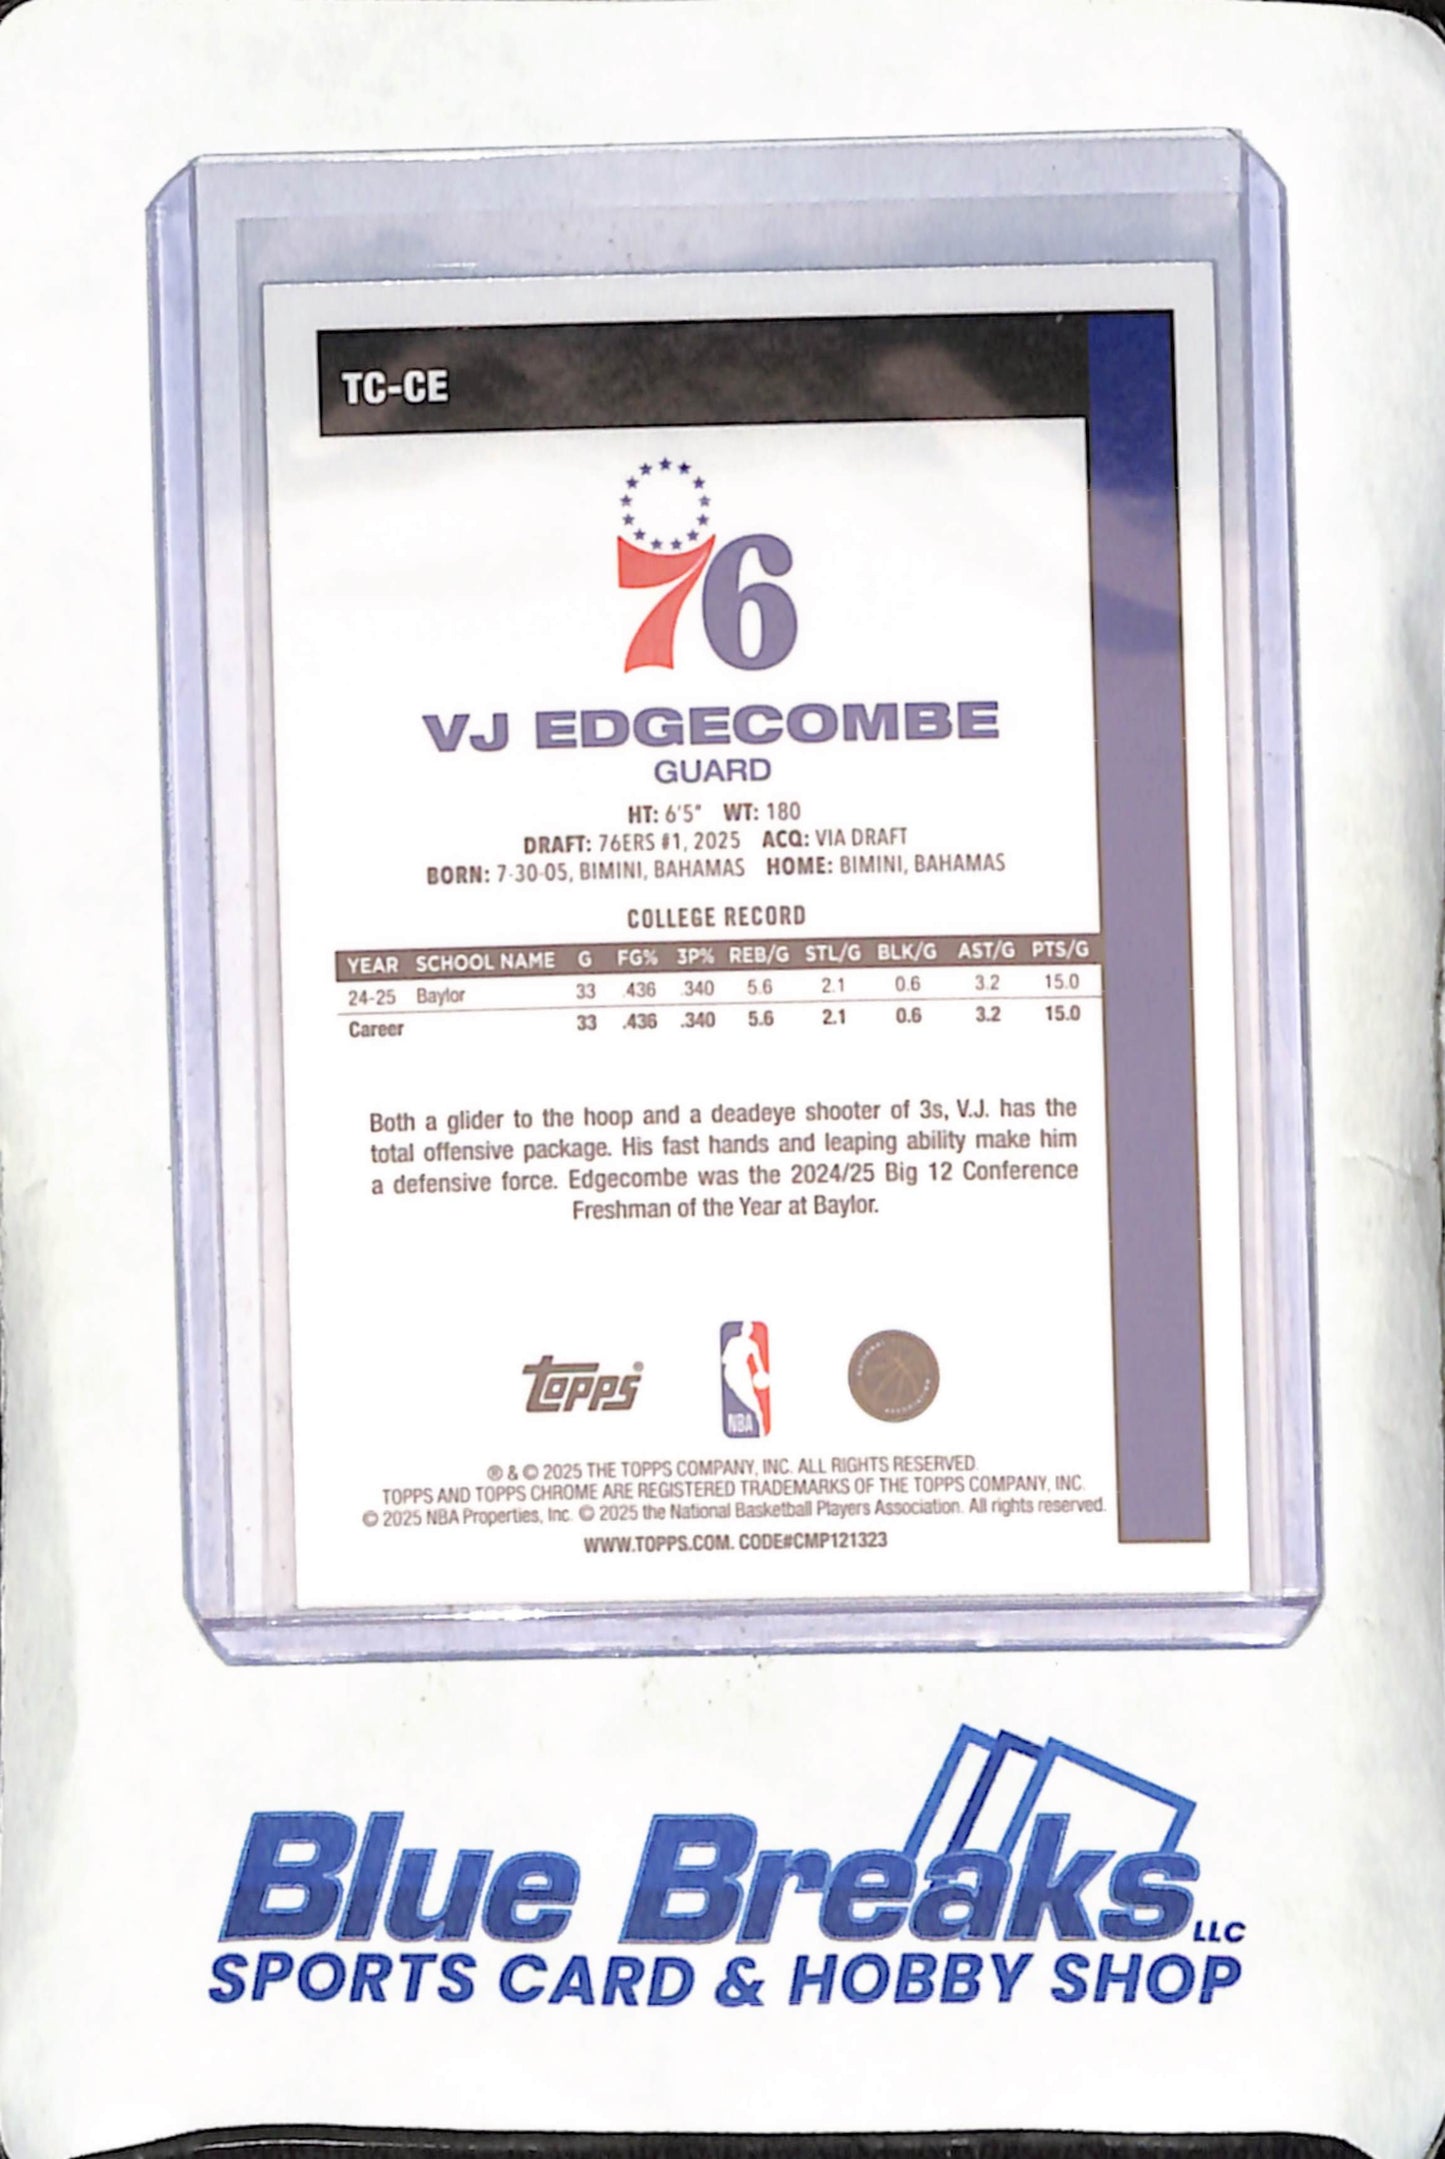 TC-CE
76
VJ EDGECOMBE
GUARD
HT: 6'5" WT: 180
DRAFT: 76ERS #1, 2025 ACQ: VIA DRAFT
BORN: 7-30-05, BIMINI, BAHAMAS HOME: BIMINI, BAHAMAS
COLLEGE RECORD
YEAR SCHOOL NAME G FG% 3P% REB/G STL/G BLK/G AST/G PTS/G
24-25 Baylor 33 .436 .340 5.6 2.1 0.6 3.2 15.0
Career 33 .436 .340 5.6 2.1 0.6 3.2 15.0
Both a glider to the hoop and a deadeye shooter of 3s, V.J. has the
total offensive package. His fast hands and leaping ability make him
a defensive force. Edgecombe was the 2024/25 Big 12 Conference
Freshman of the Year at Baylor.
topps®
NBA
® & © 2025 THE TOPPS COMPANY, INC. ALL RIGHTS RESERVED.
TOPPS AND TOPPS CHROME ARE REGISTERED TRADEMARKS OF THE TOPPS COMPANY, INC.
© 2025 NBA Properties, Inc. © 2025 the National Basketball Players Association. All rights reserved.
WWW.TOPPS.COM. CODE#CMP121323
Blue Breaks LLC
SPORTS CARD & HOBBY SHOP